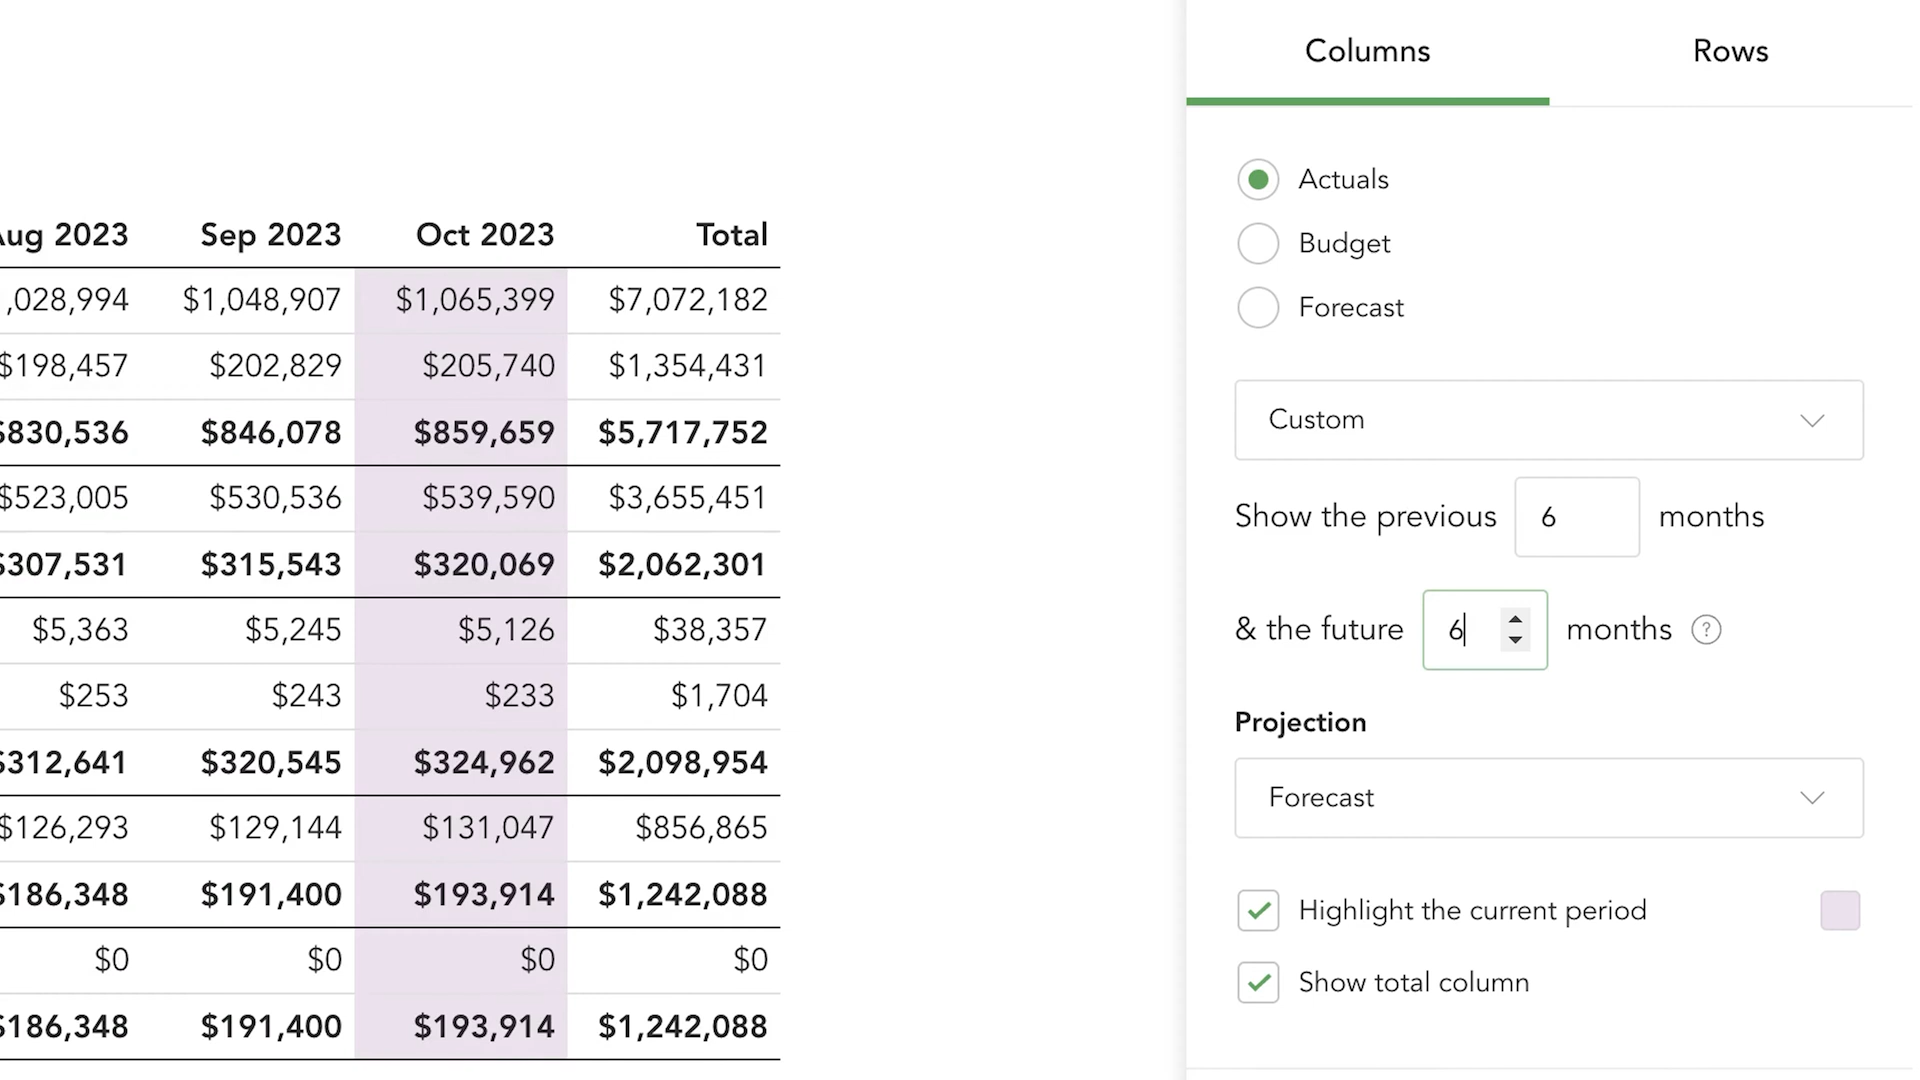 Columns Rows
Actuals
Budget
Forecast
Custom
Show the previous 6 months
& the future 6 months ?
Projection
Forecast
Highlight the current period
Show total column
Aug 2023 Sep 2023 Oct 2023 Total
,028,994 $1,048,907 $1,065,399 $7,072,182
$198,457 $202,829 $205,740 $1,354,431
$830,536 $846,078 $859,659 $5,717,752
$523,005 $530,536 $539,590 $3,655,451
$307,531 $315,543 $320,069 $2,062,301
$5,363 $5,245 $5,126 $38,357
$253 $243 $233 $1,704
$312,641 $320,545 $324,962 $2,098,954
$126,293 $129,144 $131,047 $856,865
$186,348 $191,400 $193,914 $1,242,088
$0 $0 $0 $0
$186,348 $191,400 $193,914 $1,242,088